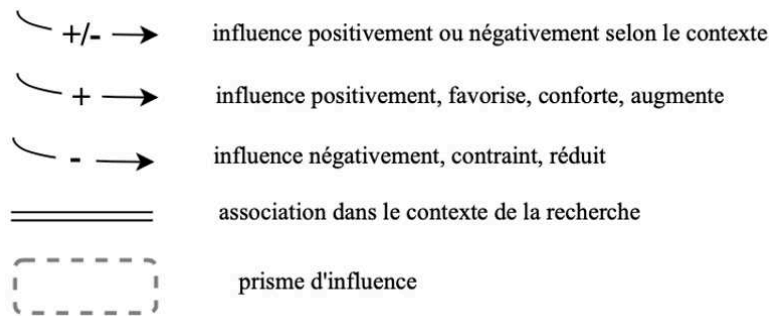 +/- influence positivement ou négativement selon le contexte
+ influence positivement, favorise, conforte, augmente
- influence négativement, contraint, réduit
association dans le contexte de la recherche
prisme d'influence